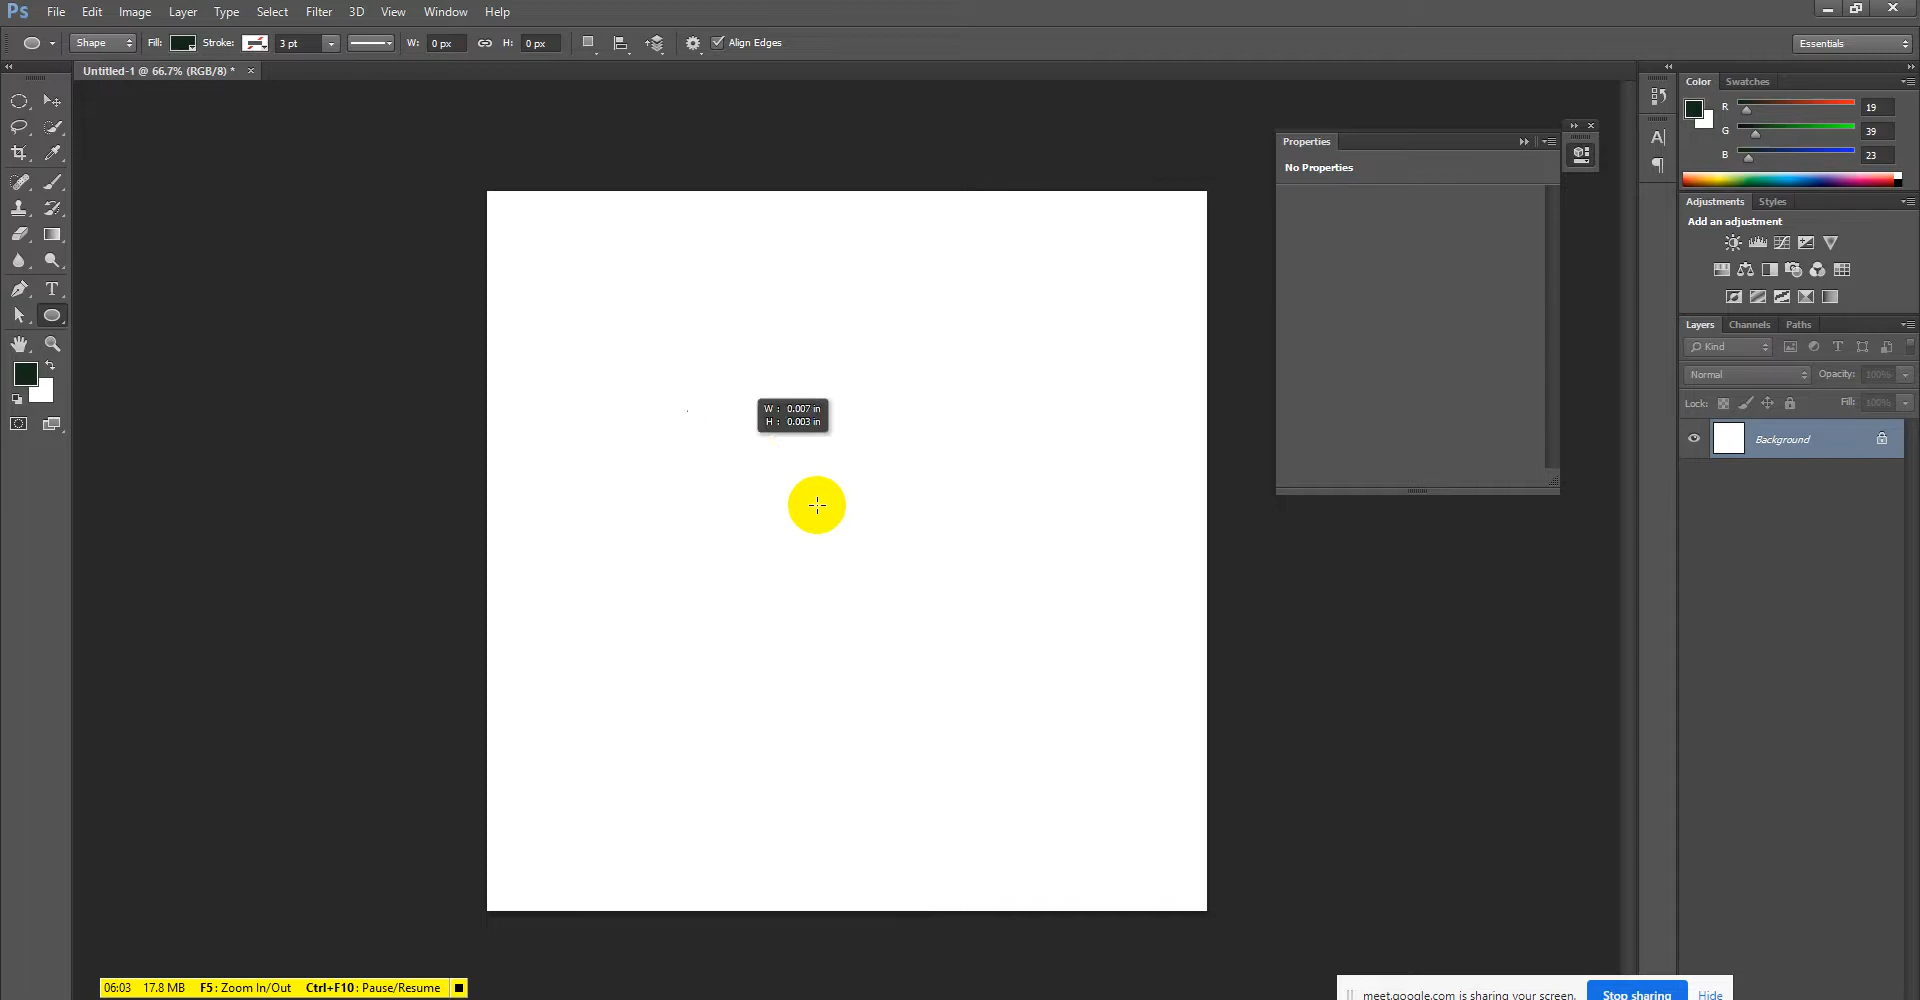 Ps File Edit Image Layer Type Select Filter 3D View Window Help
Shape Fill: Stroke: 3 pt W: 0 px H: 0 px Align Edges Essentials
Untitled-1 @ 66.7% (RGB/8) *
Color Swatches
R 19
G 39
B 23
Properties
No Properties
Adjustments Styles
Add an adjustment
Layers Channels Paths
Kind
Normal Opacity: 100%
Lock: Fill: 100%
Background
W : 0.007 in
H : 0.003 in
06:03 17.8 MB F5: Zoom In/Out Ctrl+F10: Pause/Resume
meet.google.com is sharing your screen. Stop sharing Hide